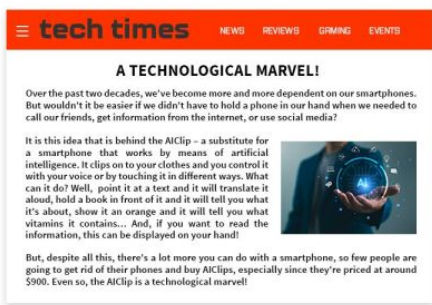 tech times
NEWS REVIEWS GAMING EVENTS
A TECHNOLOGICAL MARVEL!
Over the past two decades, we've become more and more dependent on our smartphones.
But wouldn't it be easier if we didn't have to hold a phone in our hand when we needed to
call our friends, get information from the internet, or use social media?
It is this idea that is behind the AIClip – a substitute for
a smartphone that works by means of artificial
intelligence. It clips on to your clothes and you control it
with your voice or by touching it in different ways. What
can it do? Well, point it at a text and it will translate it
aloud, hold a book in front of it and it will tell you what
it's about, show it an orange and it will tell you what
vitamins it contains... And, if you want to read the
information, this can be displayed on your hand!
AI
But, despite all this, there's a lot more you can do with a smartphone, so few people are
going to get rid of their phones and buy AIClips, especially since they're priced at around
$900. Even so, the AIClip is a technological marvel!